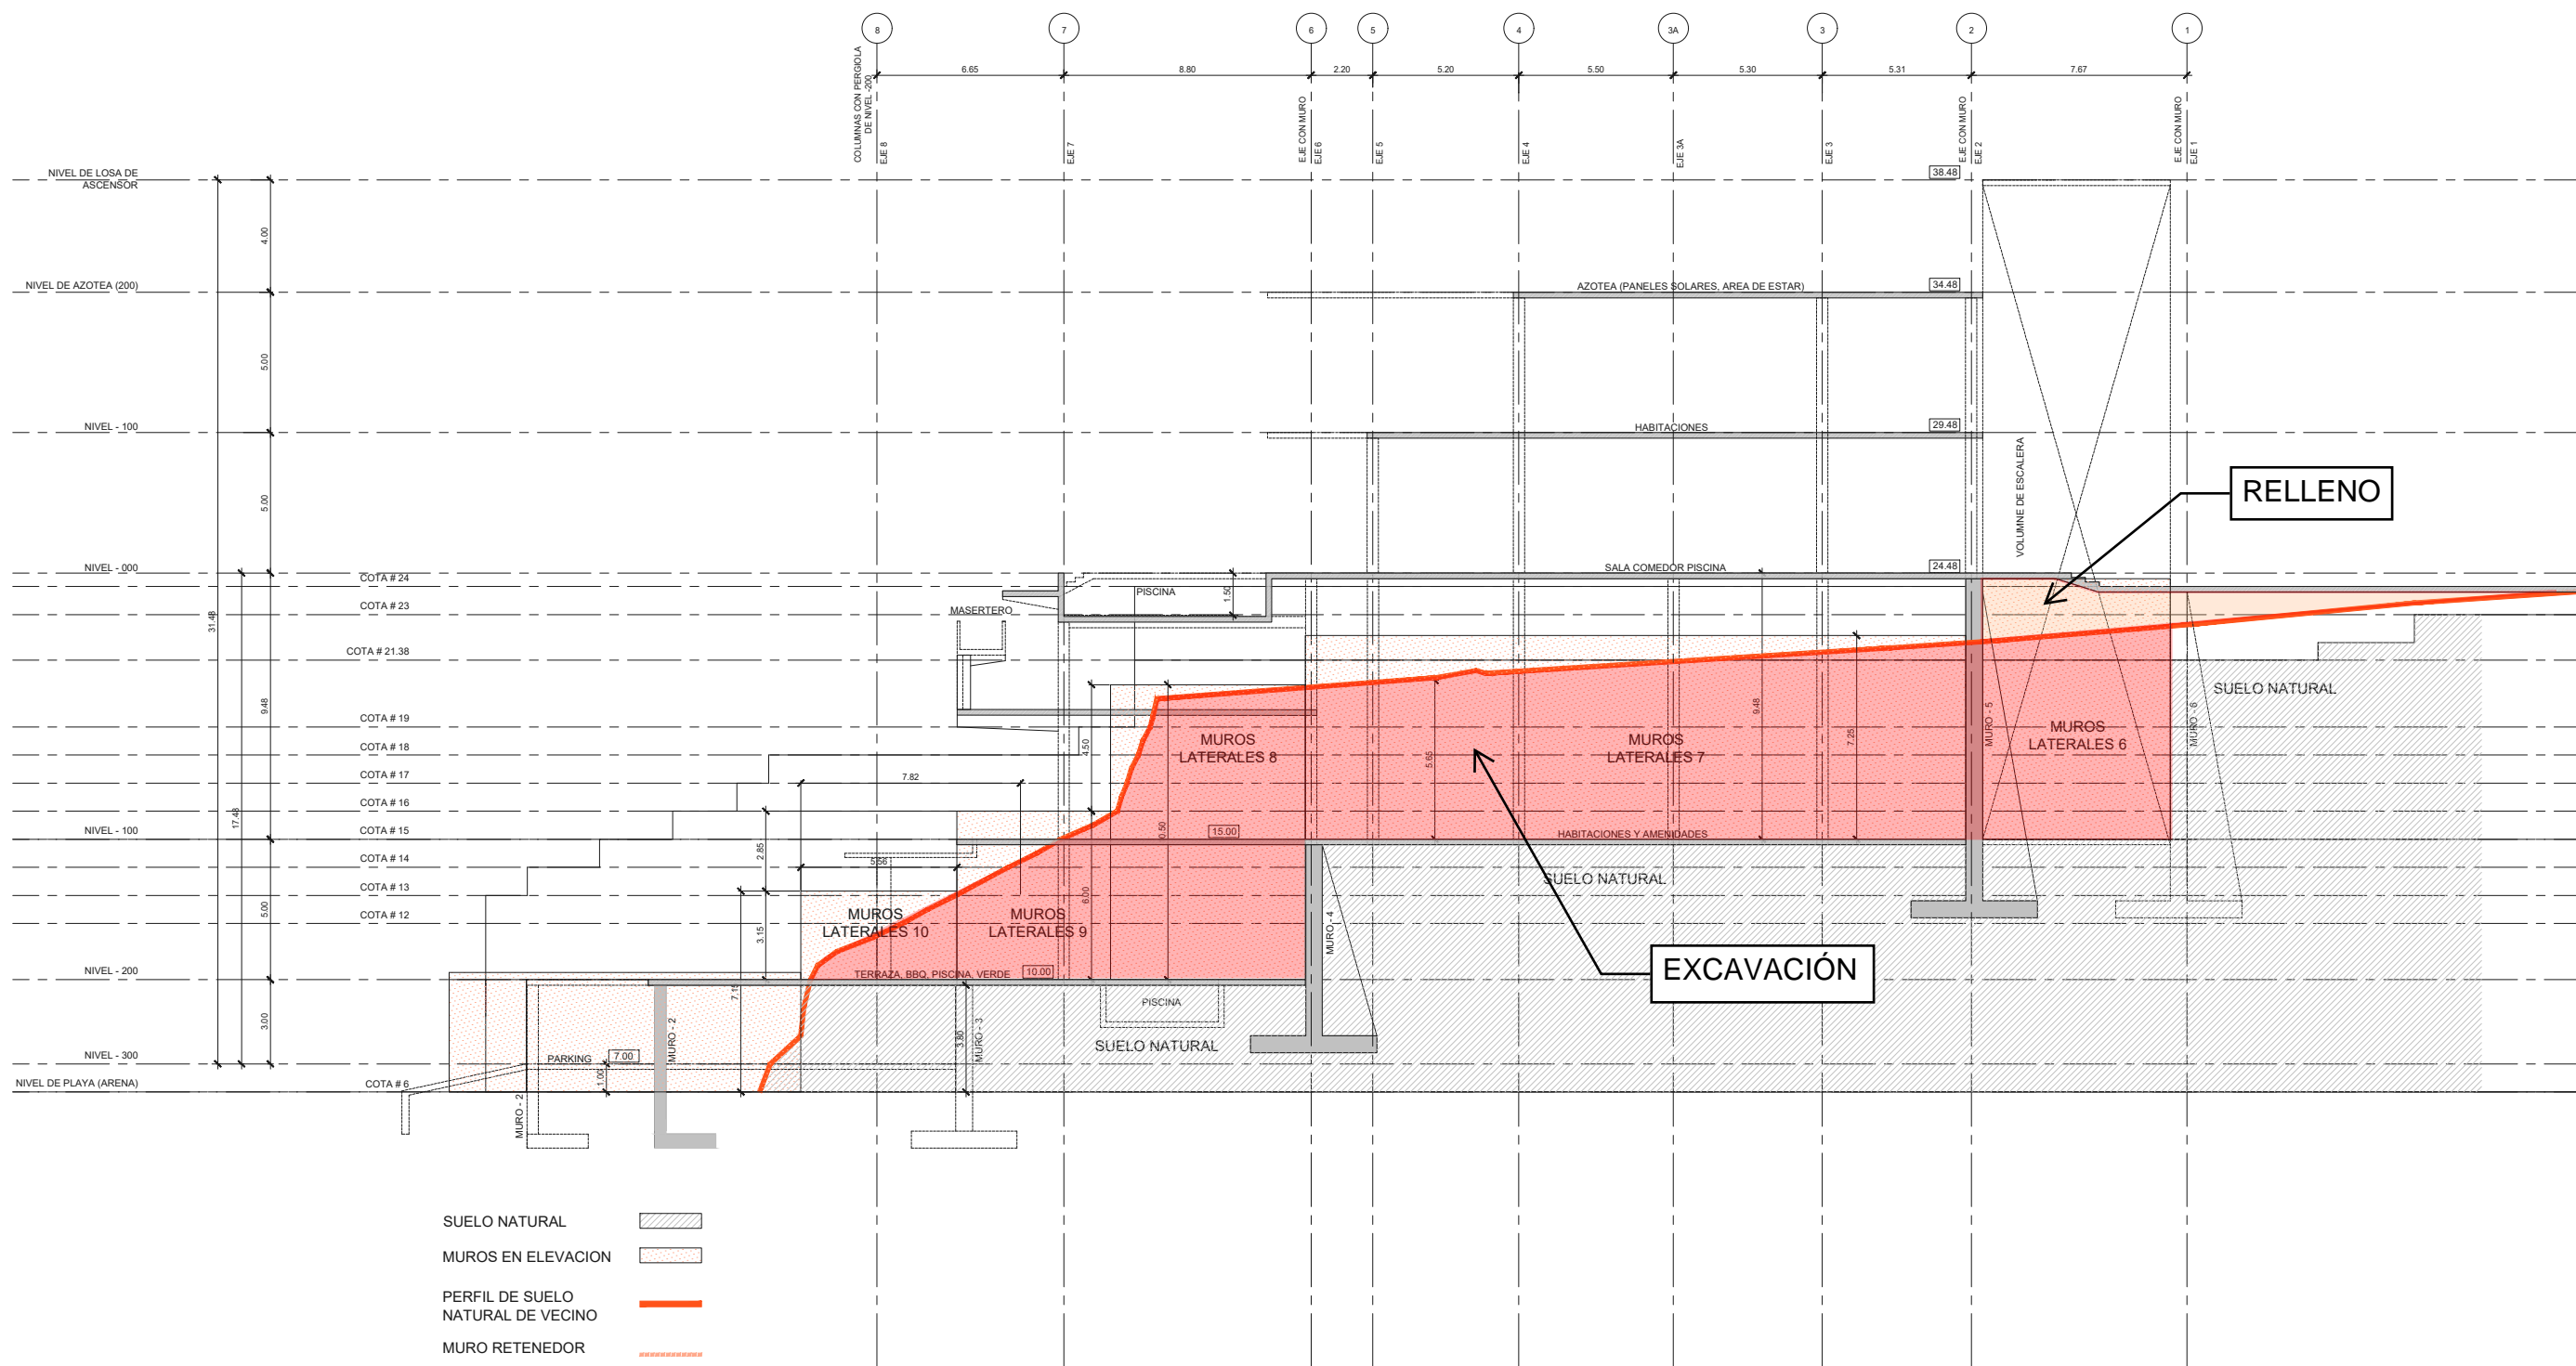 8
7
6
5
4
3A
3
2
1
6.65
8.80
2.20
5.20
5.50
5.30
5.31
7.67
COLUMNAS CON PERGIOLA
DE NIVEL -200
EJE 8
EJE 7
EJE CON MURO
EJE 6
EJE 5
EJE 4
EJE 3A
EJE 3
EJE CON MURO
EJE 2
EJE CON MURO
EJE 1
NIVEL DE LOSA DE
ASCENSOR
38.48
4.00
NIVEL DE AZOTEA (200)
AZOTEA (PANELES SOLARES, AREA DE ESTAR)
34.48
5.00
NIVEL - 100
HABITACIONES
29.48
VOLUMNE DE ESCALERA
RELLENO
5.00
NIVEL - 000
SALA COMEDOR PISCINA
24.48
COTA # 24
PISCINA
1.50
MASERTERO
COTA # 23
31.48
COTA # 21.38
SUELO NATURAL
9.48
COTA # 19
4.50
MUROS
LATERALES 8
5.65
MUROS
LATERALES 7
9.48
7.25
MURO - 5
MUROS
LATERALES 6
MURO - 6
COTA # 18
COTA # 17
7.82
COTA # 16
17.48
NIVEL - 100
COTA # 15
15.00
HABITACIONES Y AMENIDADES
2.85
0.50
COTA # 14
5.56
SUELO NATURAL
COTA # 13
6.00
5.00
COTA # 12
MUROS
LATERALES 10
MUROS
LATERALES 9
3.15
MURO - 4
EXCAVACIÓN
NIVEL - 200
TERRAZA, BBQ, PISCINA, VERDE
10.00
7.15
PISCINA
3.00
MURO - 2
3.80
MURO - 3
SUELO NATURAL
NIVEL - 300
PARKING
7.00
1.00
NIVEL DE PLAYA (ARENA)
COTA # 6
MURO - 2
SUELO NATURAL
MUROS EN ELEVACION
PERFIL DE SUELO
NATURAL DE VECINO
MURO RETENEDOR